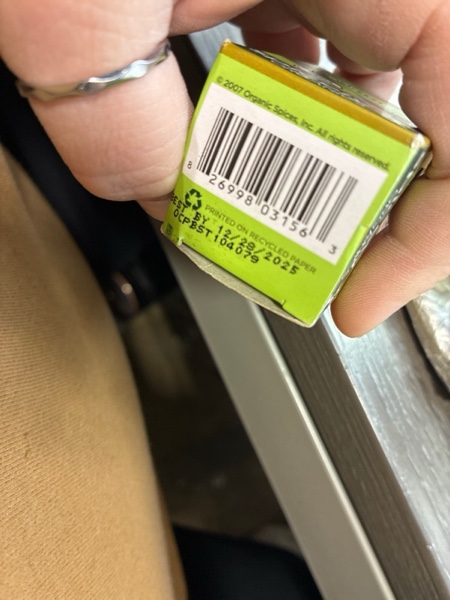 © 2007 Organic Spices, Inc. All rights reserved.
8 26998 03156 3
PRINTED ON RECYCLED PAPER
BEST BY 12/28/2025
OCPBST104079